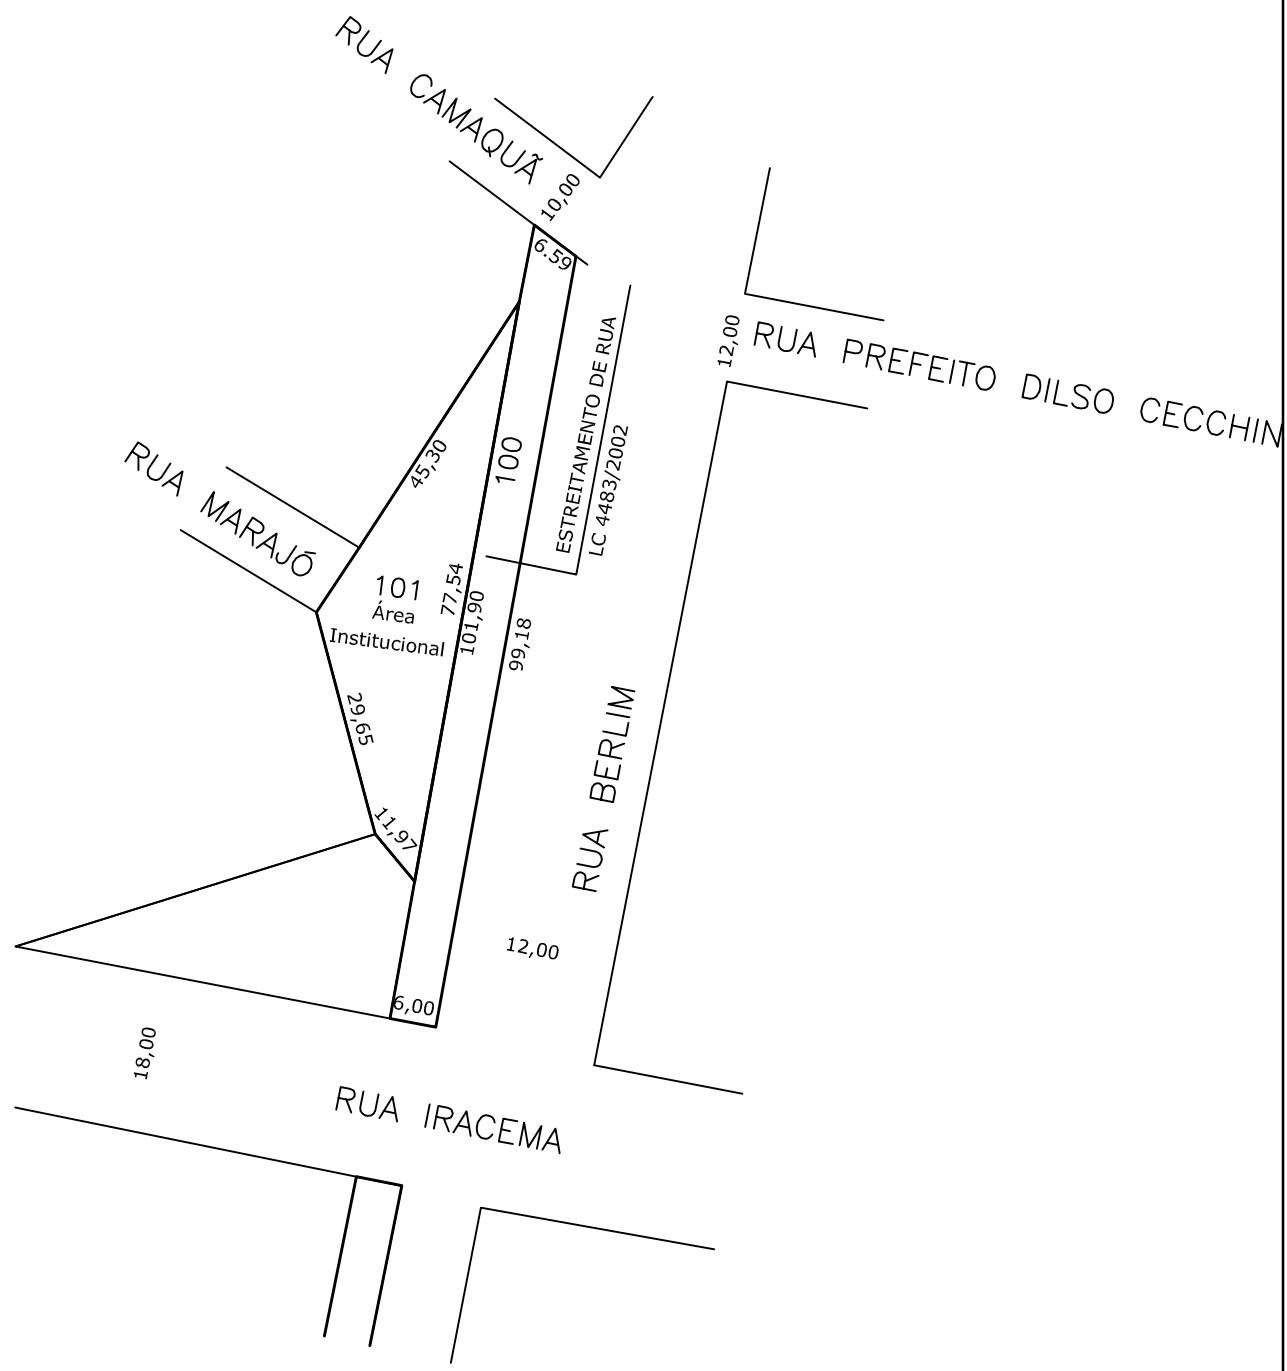 RUA CAMAQUÃ
10,00
6.59
12,00
RUA PREFEITO DILSO CECCHIN
ESTREITAMENTO DE RUA
LC 4483/2002
45,30
100
RUA MARAJÓ
101
Área
Institucional
77,54
101,90
99,18
29,65
RUA BERLIM
11,97
12,00
6,00
18,00
RUA IRACEMA